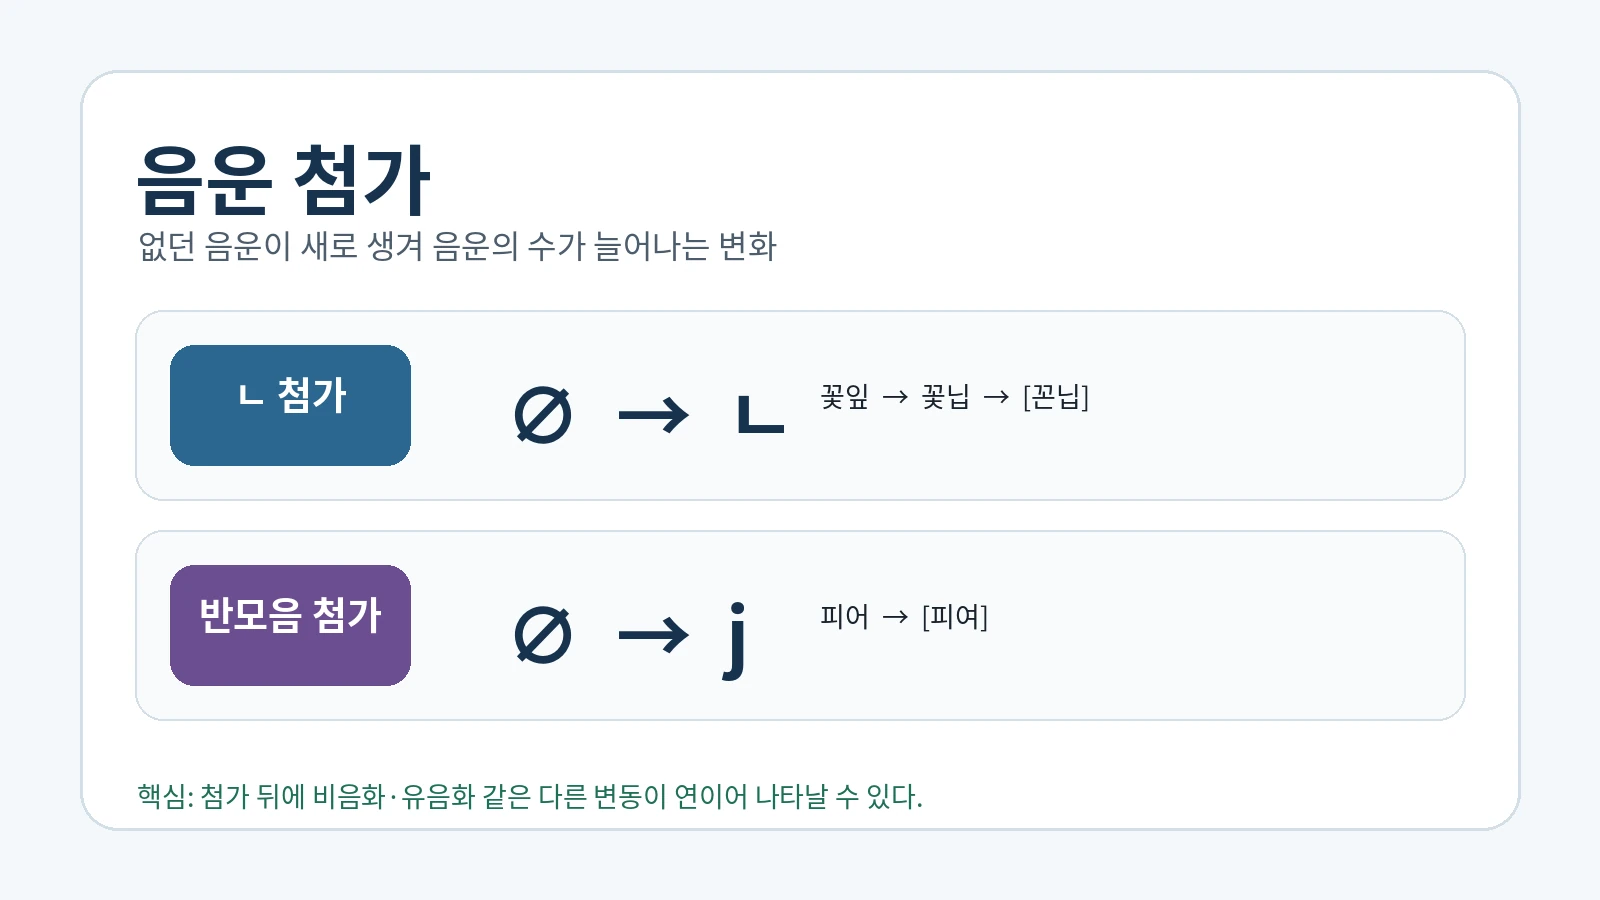 음운 첨가
없던 음운이 새로 생겨 음운의 수가 늘어나는 변화
ㄴ 첨가
∅ → ㄴ
꽃잎 → 꽃닙 → [꼰닙]
반모음 첨가
∅ → j
피어 → [피여]
핵심: 첨가 뒤에 비음화·유음화 같은 다른 변동이 연이어 나타날 수 있다.